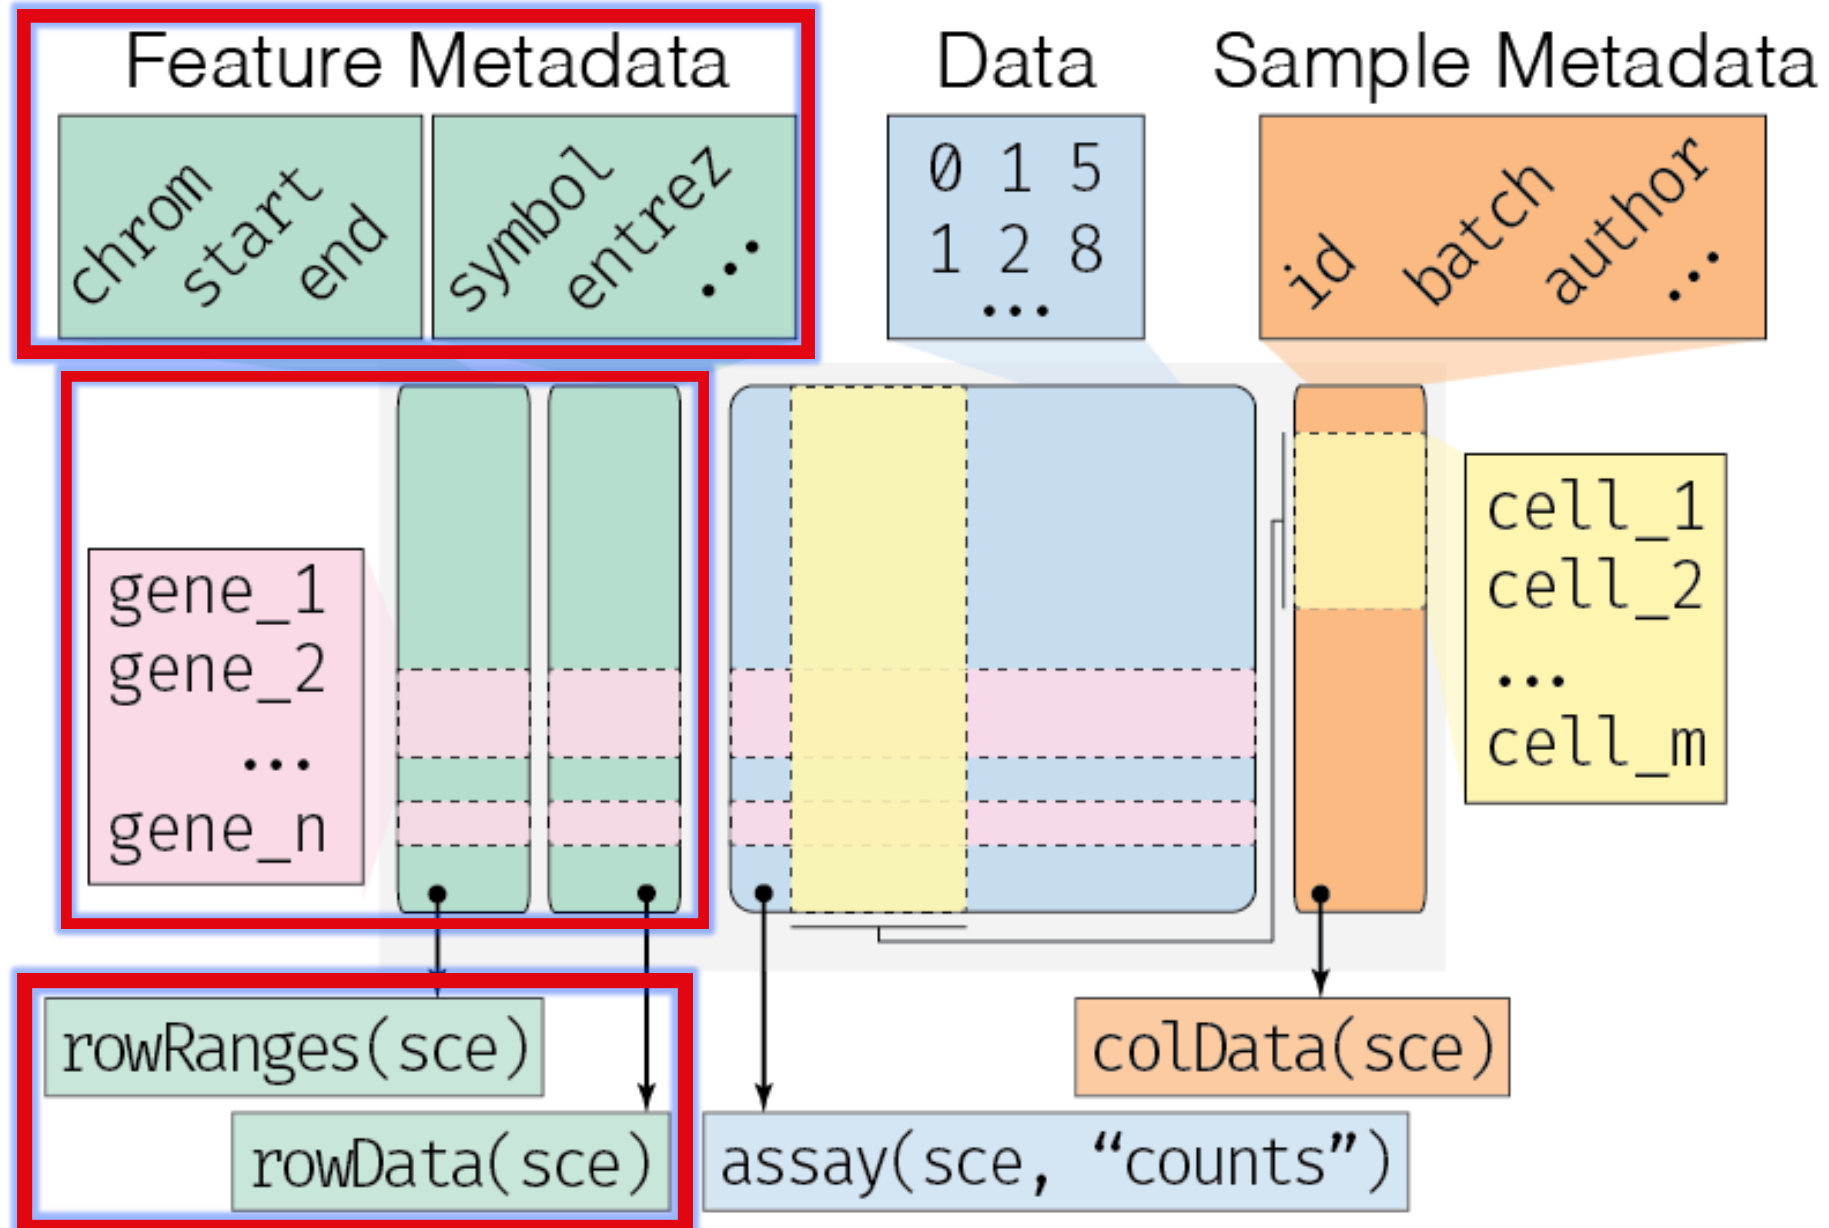 Feature Metadata
Data
Sample Metadata
chrom
start
end
symbol
entrez
...
0 1 5
1 2 8
...
id
batch
author
...
gene_1
gene_2
...
gene_n
cell_1
cell_2
...
cell_m
rowRanges(sce)
colData(sce)
rowData(sce)
assay(sce, “counts”)